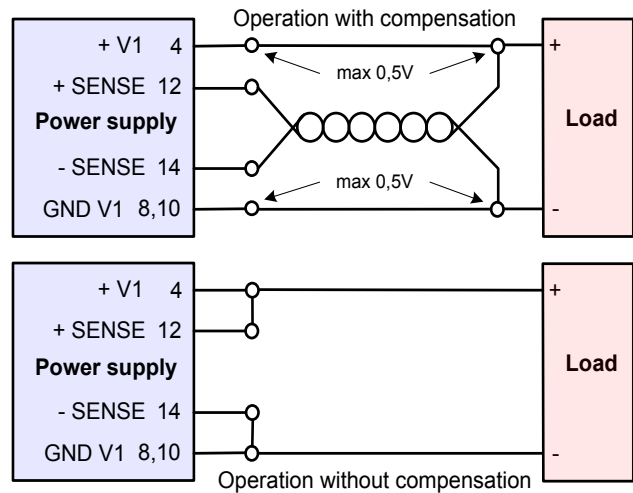 Operation with compensation
+ V1 4
+
max 0,5V
+ SENSE 12
Power supply
Load
- SENSE 14
max 0,5V
GND V1 8,10
-
+ V1 4
+
+ SENSE 12
Power supply
Load
- SENSE 14
GND V1 8,10
-
Operation without compensation